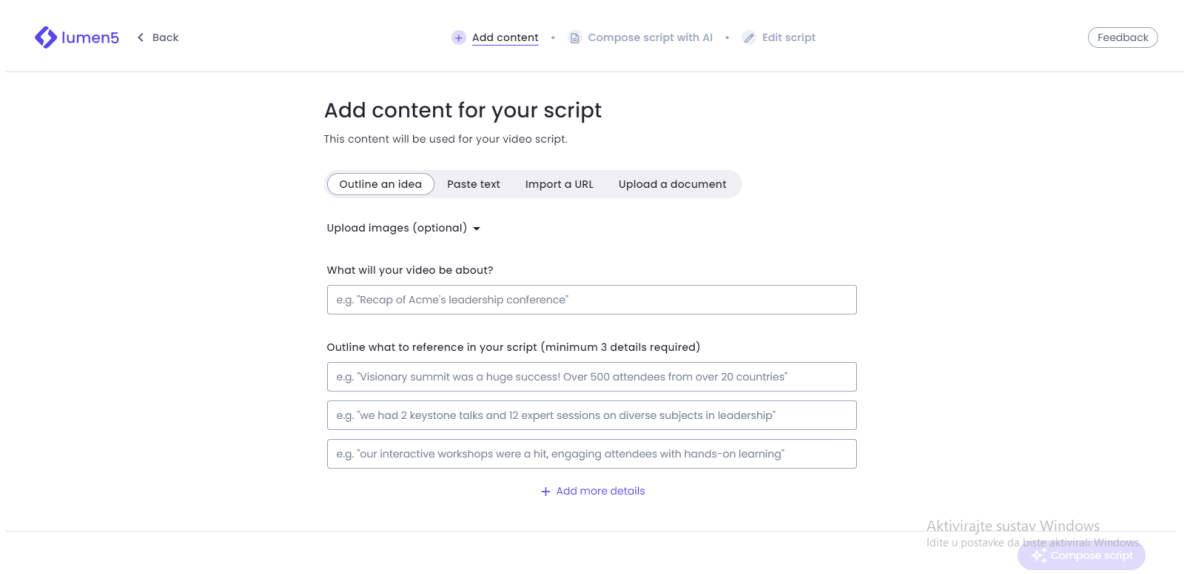 lumen5
Back
Add content • Compose script with AI • Edit script
Feedback
Add content for your script
This content will be used for your video script.
Outline an idea Paste text Import a URL Upload a document
Upload images (optional)
What will your video be about?
e.g. "Recap of Acme's leadership conference"
Outline what to reference in your script (minimum 3 details required)
e.g. "Visionary summit was a huge success! Over 500 attendees from over 20 countries"
e.g. "we had 2 keystone talks and 12 expert sessions on diverse subjects in leadership"
e.g. "our interactive workshops were a hit, engaging attendees with hands-on learning"
+ Add more details
Aktivirajte sustav Windows
Idite u postavke da biste aktivirali Windows.
Compose script